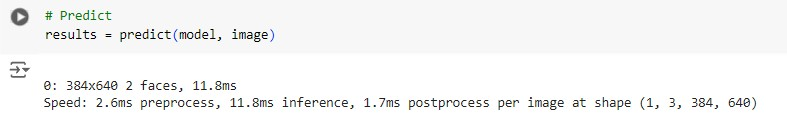 # Predict
results = predict(model, image)
0: 384x640 2 faces, 11.8ms
Speed: 2.6ms preprocess, 11.8ms inference, 1.7ms postprocess per image at shape (1, 3, 384, 640)